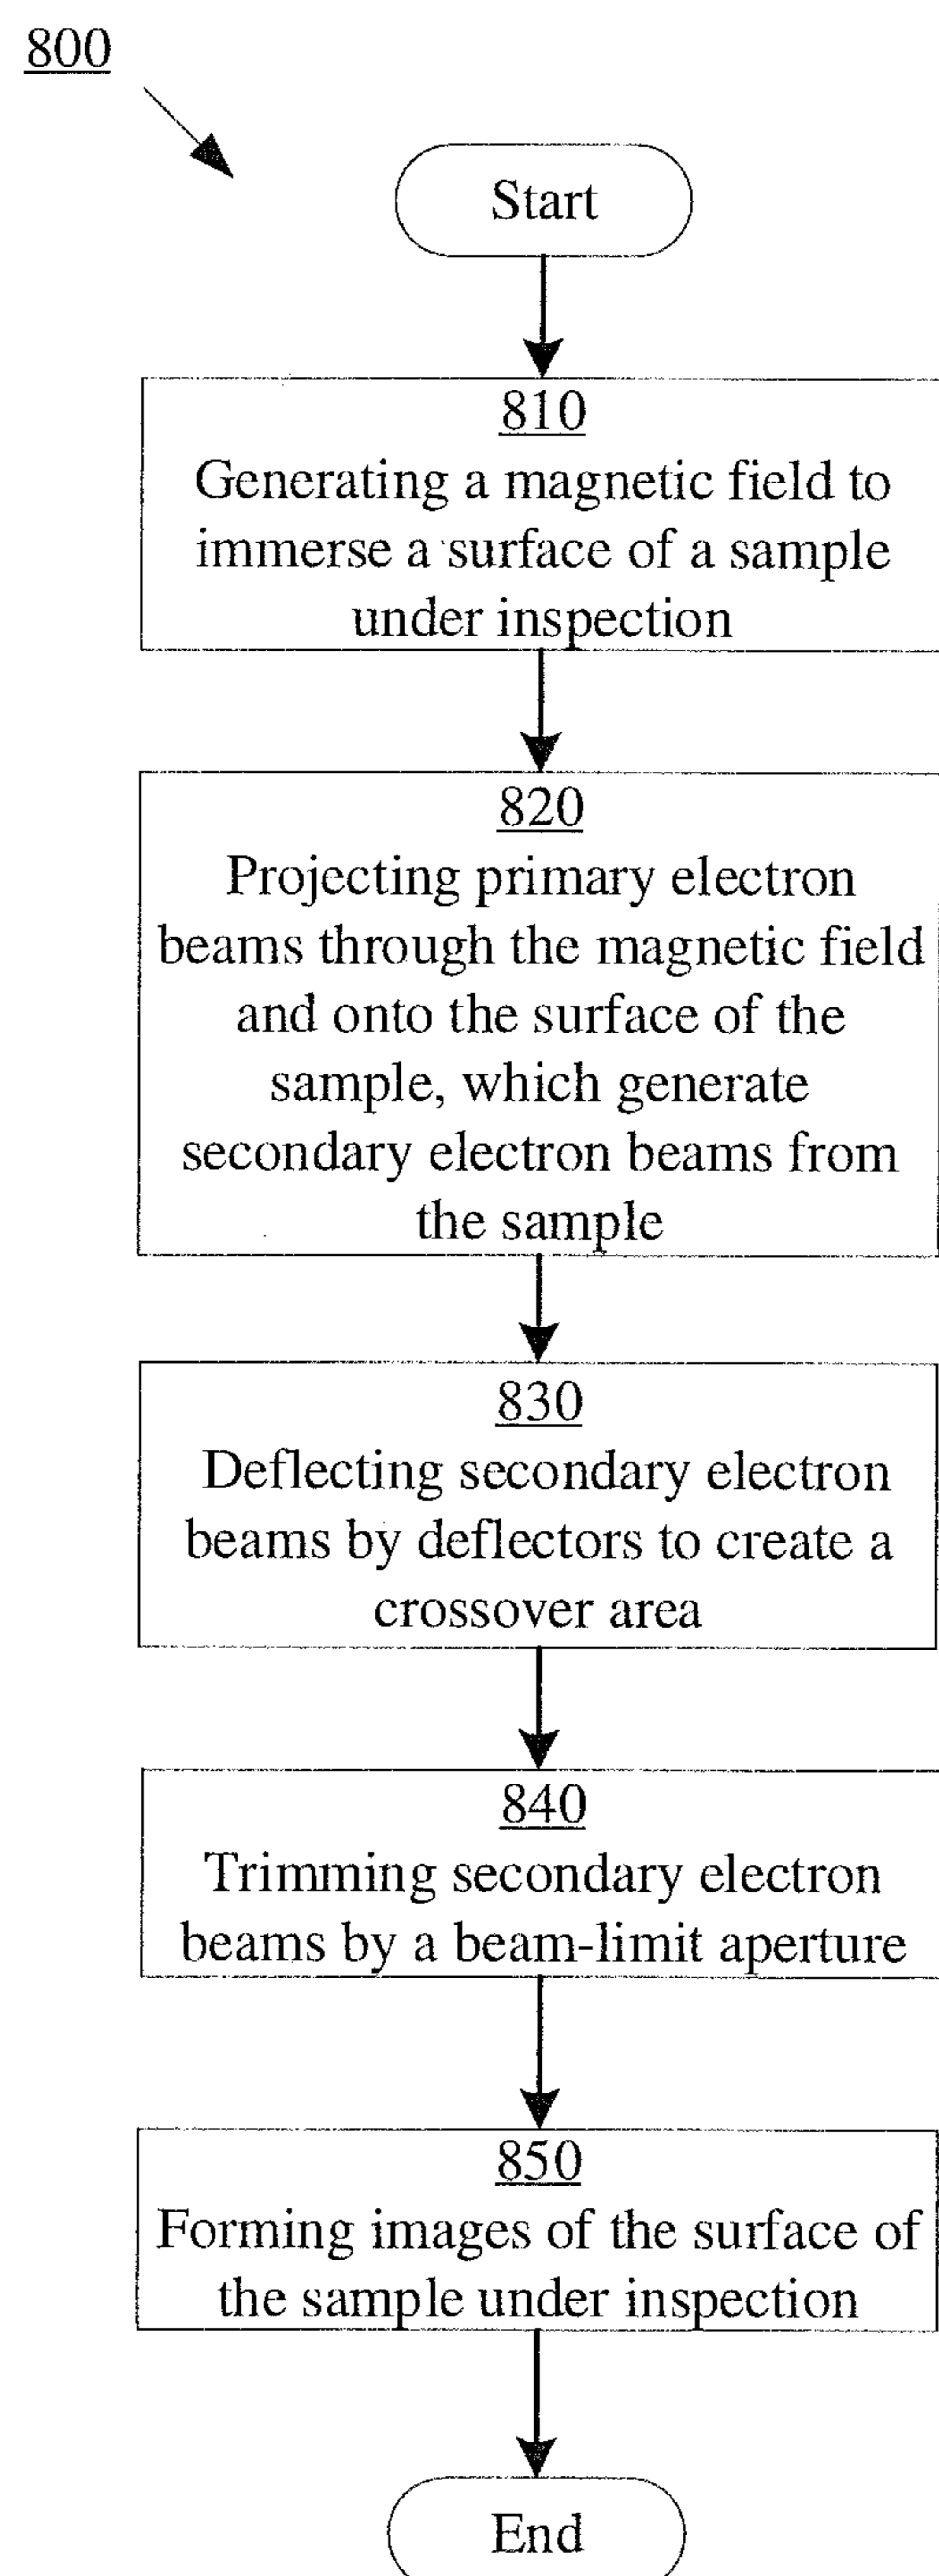 800
Start
810
Generating a magnetic field to
immerse a surface of a sample
under inspection
820
Projecting primary electron
beams through the magnetic field
and onto the surface of the
sample, which generate
secondary electron beams from
the sample
830
Deflecting secondary electron
beams by deflectors to create a
crossover area
840
Trimming secondary electron
beams by a beam-limit aperture
850
Forming images of the surface of
the sample under inspection
End